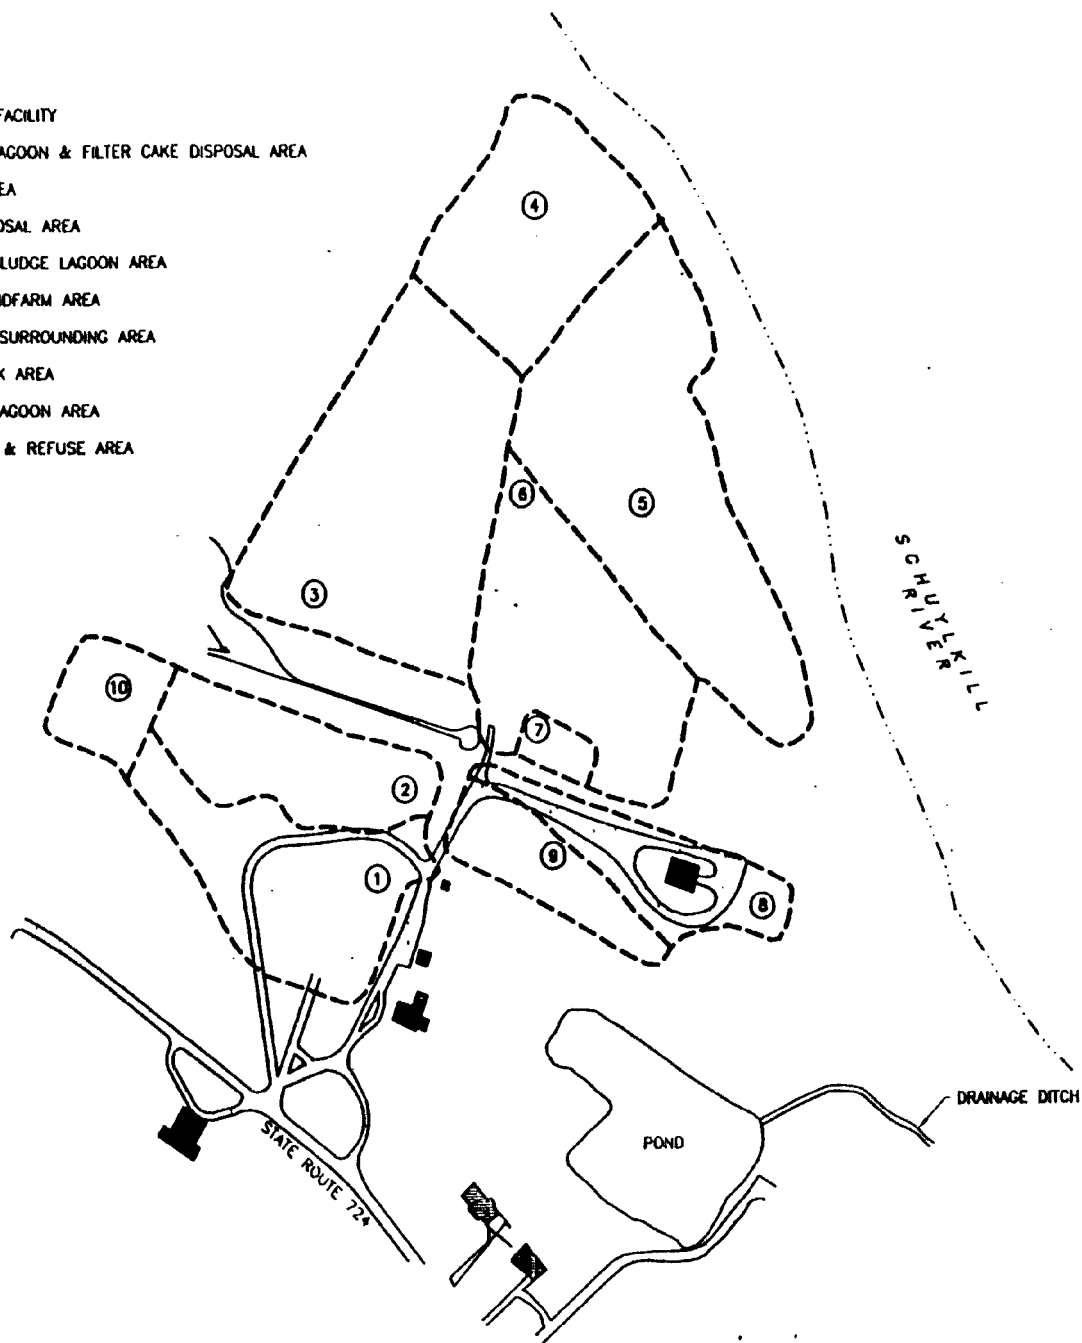 FACILITY
AGOON & FILTER CAKE DISPOSAL AREA
EA
OSAL AREA
LUDGE LAGOON AREA
NDFARM AREA
SURROUNDING AREA
K AREA
AGOON AREA
& REFUSE AREA
4
6
5
3
SCHUYLKILL
RIVER
10
7
2
9
1
8
DRAINAGE DITCH
POND
STATE ROUTE 724